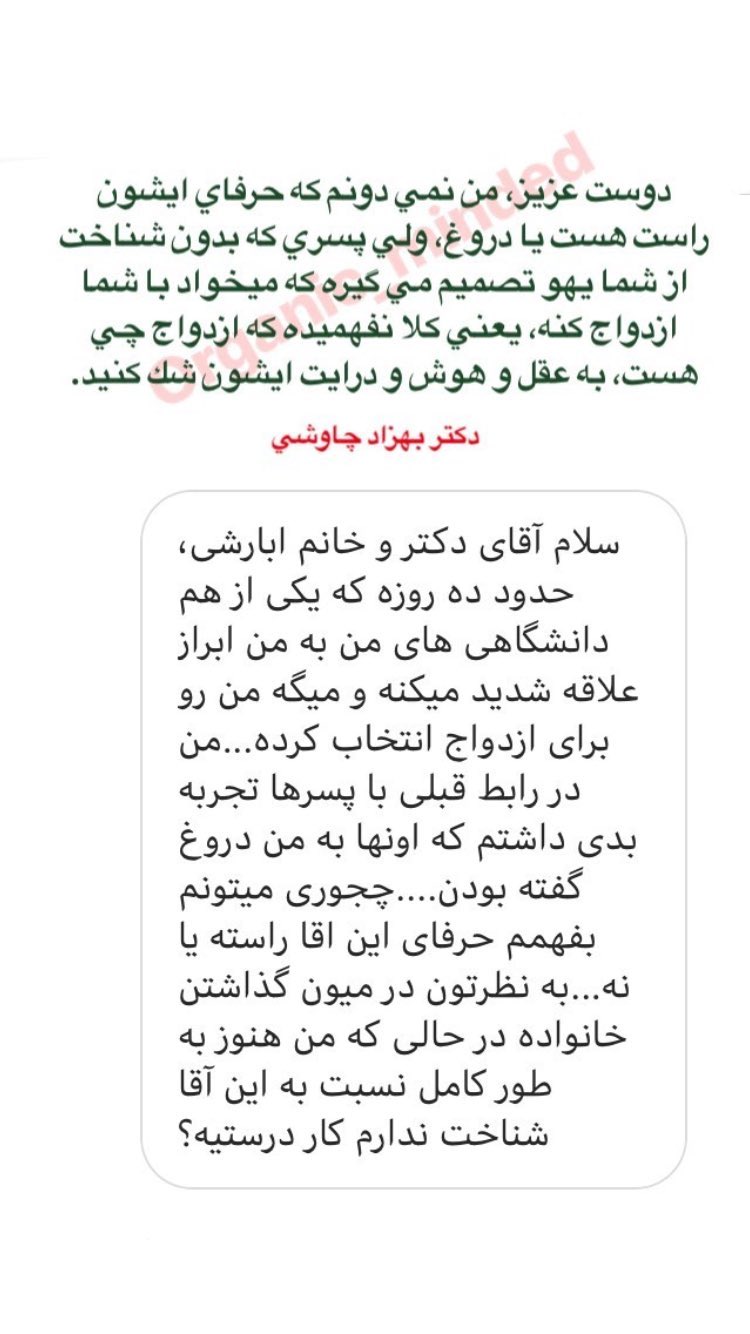 دوست عزيز، من نمي دونم كه حرفاي ايشون
راست هست يا دروغ، ولي پسري كه بدون شناخت
از شما يهو تصميم مي گيره كه ميخواد با شما
ازدواج كنه، يعني كلا نفهميده كه ازدواج چي
هست، به عقل و هوش و درايت ايشون شك كنيد.
دكتر بهزاد چاوشي
Organic_minded
سلام آقای دکتر و خانم ابارشی،
حدود ده روزه که یکی از هم
دانشگاهی های من به من ابراز
علاقه شدید میکنه و میگه من رو
برای ازدواج انتخاب کرده...من
در رابط قبلی با پسرها تجربه
بدی داشتم که اونها به من دروغ
گفته بودن....چجوری میتونم
بفهمم حرفای این اقا راسته یا
نه...به نظرتون در میون گذاشتن
خانواده در حالی که من هنوز به
طور کامل نسبت به این آقا
شناخت ندارم کار درستیه؟